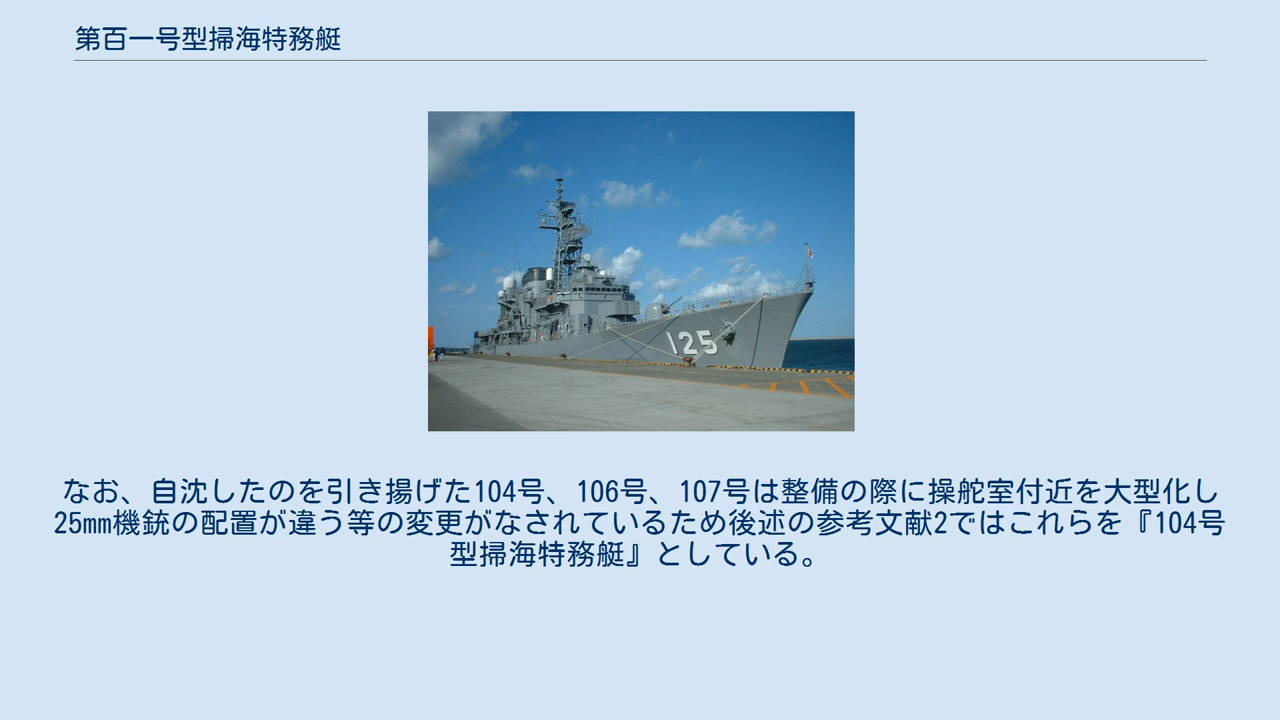 第百一号型掃海特務艇
125
なお、自沈したのを引き揚げた104号、106号、107号は整備の際に操舵室付近を大型化し
25mm機銃の配置が違う等の変更がなされているため後述の参考文献2ではこれらを『104号
型掃海特務艇』としている。